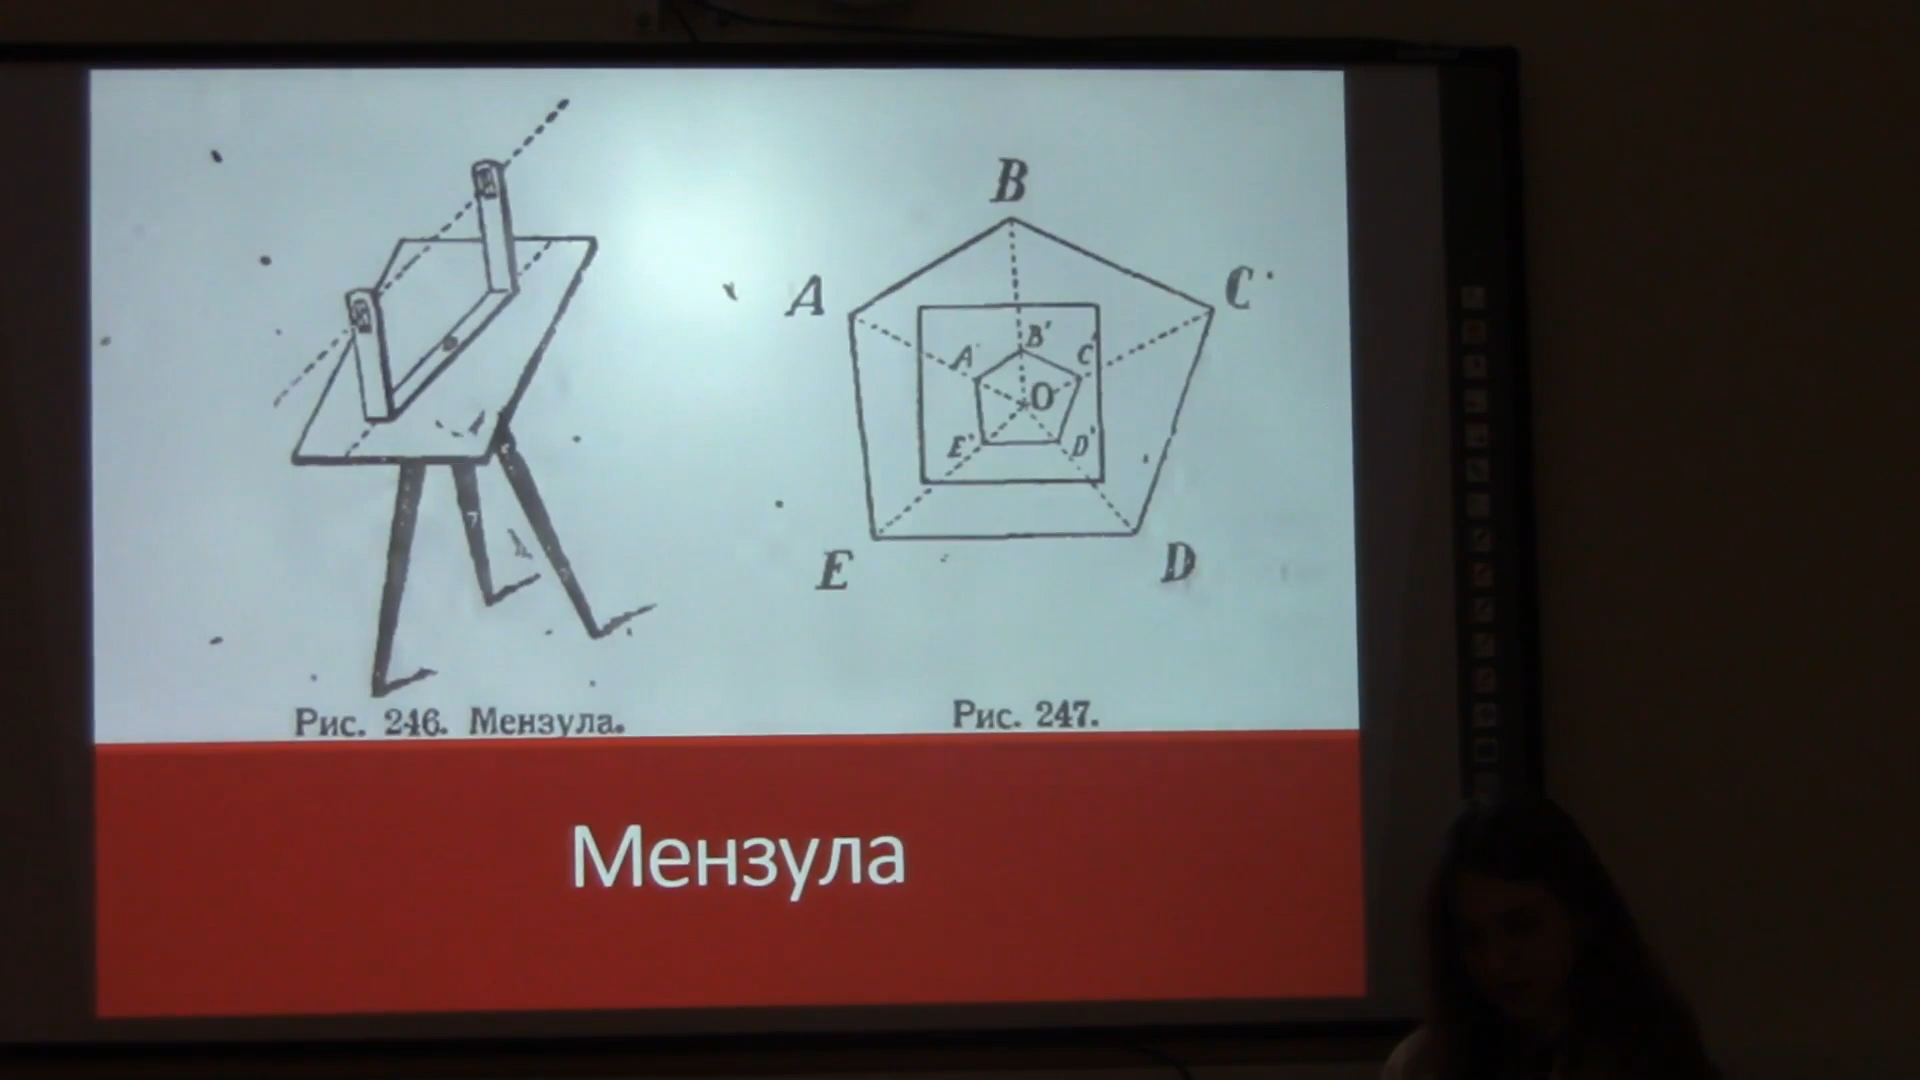 B
A
C
B'
A'
C'
O
E'
D'
E
D
Рис. 246. Мензула.
Рис. 247.
Мензула